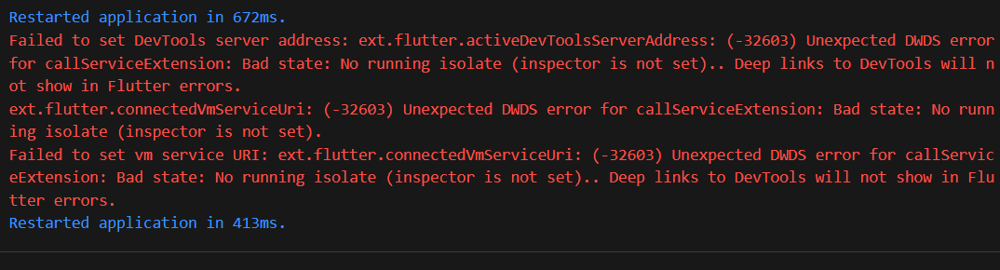 Restarted application in 672ms.
Failed to set DevTools server address: ext.flutter.activeDevToolsServerAddress: (-32603) Unexpected DWDS error
for callServiceExtension: Bad state: No running isolate (inspector is not set).. Deep links to DevTools will n
ot show in Flutter errors.
ext.flutter.connectedVmServiceUri: (-32603) Unexpected DWDS error for callServiceExtension: Bad state: No runn
ing isolate (inspector is not set).
Failed to set vm service URI: ext.flutter.connectedVmServiceUri: (-32603) Unexpected DWDS error for callServic
eExtension: Bad state: No running isolate (inspector is not set).. Deep links to DevTools will not show in Flu
tter errors.
Restarted application in 413ms.